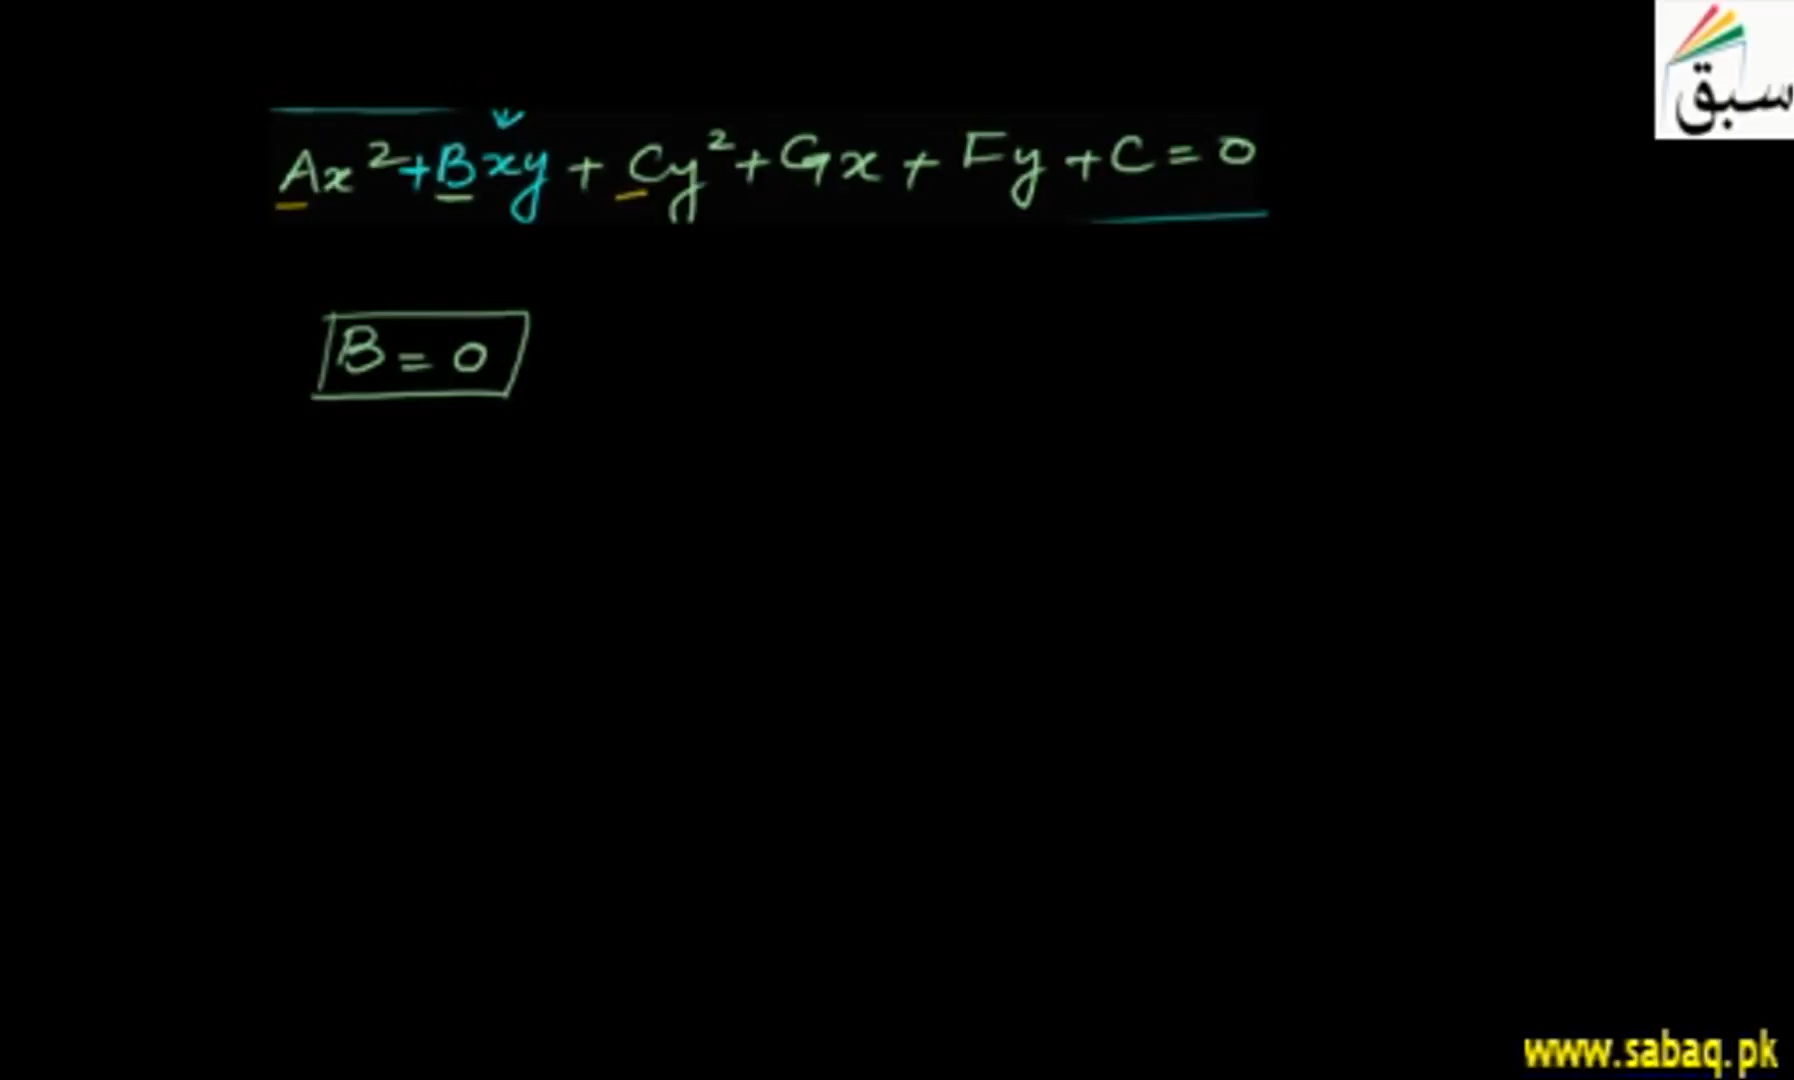 سبق
Ax²+Bxy + Cy²+Gx + Fy + C = 0
B = 0
www.sabaq.pk